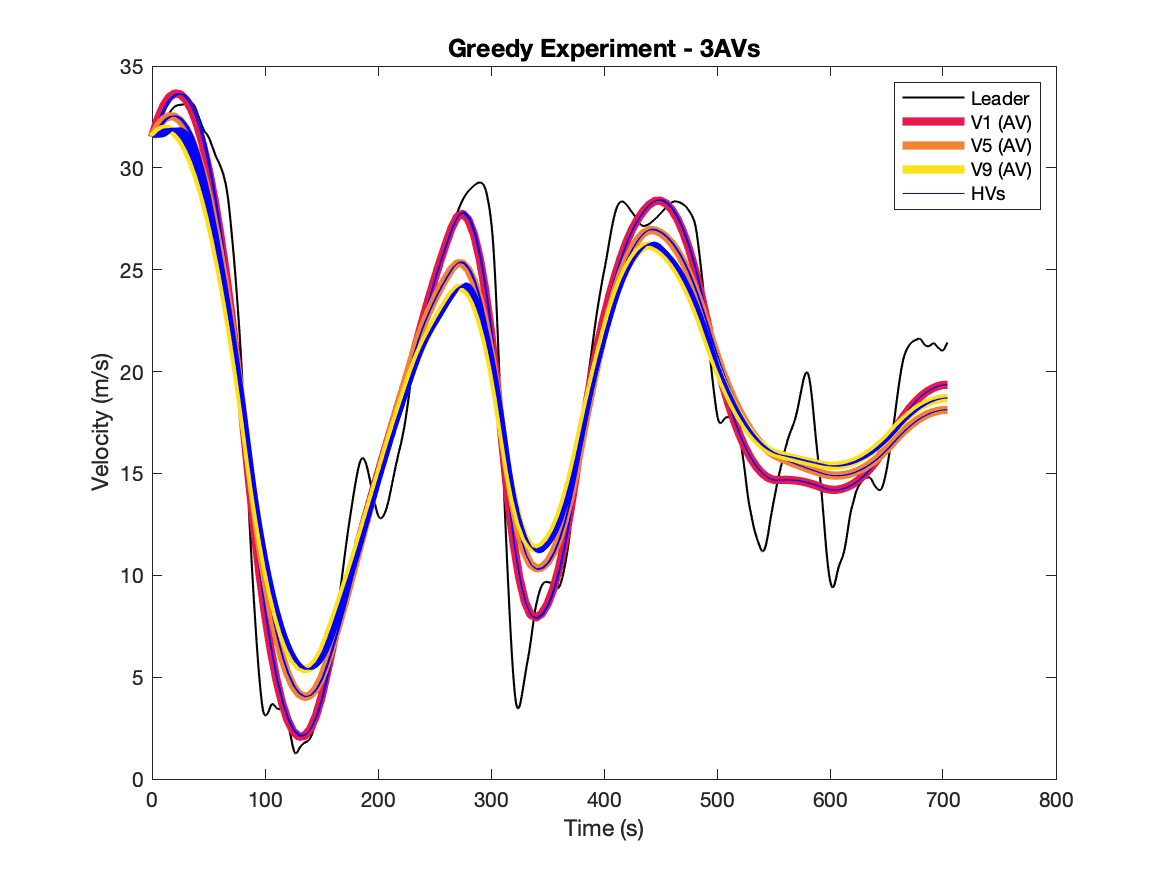 Greedy Experiment - 3AVs
35
30
25
20
15
10
5
0
Velocity (m/s)
Leader
V1 (AV)
V5 (AV)
V9 (AV)
HVs
0 100 200 300 400 500 600 700 800
Time (s)